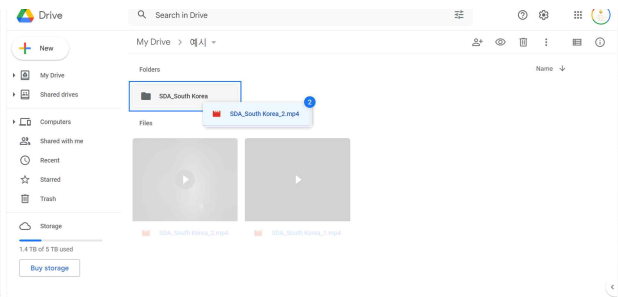 Drive
Search in Drive
New
My Drive > 예시
Name
My Drive
Shared drives
Computers
Shared with me
Recent
Starred
Trash
Storage
1.4 TB of 5 TB used
Buy storage
Folders
SDA_South Korea
2
SDA_South Korea_2.mp4
Files
SDA_South Korea_2.mp4
SDA_South Korea_1.mp4